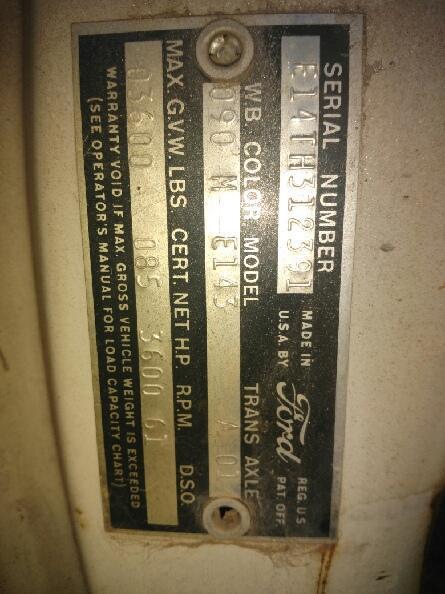 SERIAL NUMBER
E14TH312391
MADE IN
U.S.A. BY
Ford
REG. U.S.
PAT. OFF.
W.B. COLOR MODEL TRANS AXLE
090 M E143 A 01
MAX. G.V.W. LBS. CERT. NET H.P. R.P.M. D.S.O.
03600 085 3600 61
WARRANTY VOID IF MAX. GROSS VEHICLE WEIGHT IS EXCEEDED
(SEE OPERATOR'S MANUAL FOR LOAD CAPACITY CHART)